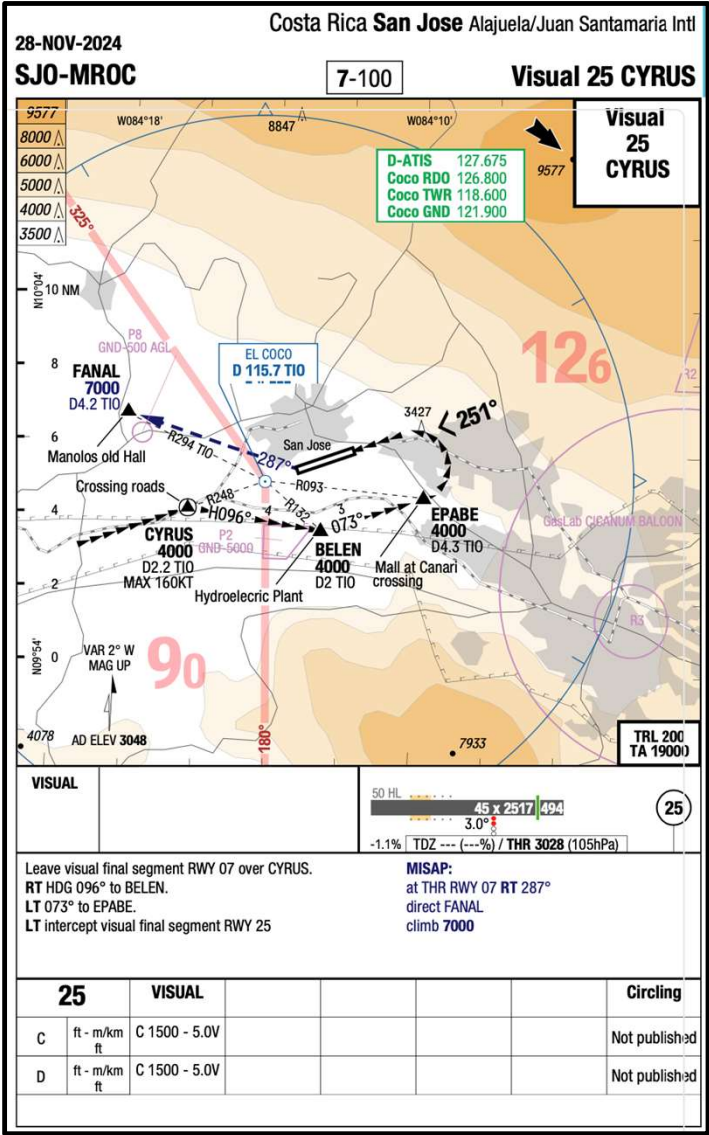 Costa Rica San Jose Alajuela/Juan Santamaria Intl
28-NOV-2024
SJO-MROC
7-100
Visual 25 CYRUS
9577
8000
6000
5000
4000
3500
W084°18'
8847
W084°10'
9577
Visual
25
CYRUS
D-ATIS 127.675
Coco RDO 126.800
Coco TWR 118.600
Coco GND 121.900
325°
N10°04'
10 NM
P8
GND-500 AGL
8
EL COCO
D 115.7 TIO
126
R2
FANAL
7000
D4.2 TIO
3427
251°
6
R294 TIO
287°
San Jose
Manolos old Hall
R093
Crossing roads
R248
R132
4
H096°
4
3
073°
EPABE
4000
D4.3 TIO
GasLab CICANUM BALOON
CYRUS
4000
D2.2 TIO
MAX 160KT
P2
GND-5000
BELEN
4000
D2 TIO
Mall at Canari
crossing
2
Hydroelecric Plant
R3
N09°54'
0
VAR 2° W
MAG UP
90
4078
AD ELEV 3048
180°
7933
TRL 200
TA 19000
VISUAL
50 HL
45 x 2517
494
25
3.0°
-1.1%
TDZ --- (---%) / THR 3028 (105hPa)
Leave visual final segment RWY 07 over CYRUS.
RT HDG 096° to BELEN.
LT 073° to EPABE.
LT intercept visual final segment RWY 25
MISAP:
at THR RWY 07 RT 287°
direct FANAL
climb 7000
25
VISUAL
Circling
C
ft - m/km
ft
C 1500 - 5.0V
Not published
D
ft - m/km
ft
C 1500 - 5.0V
Not published